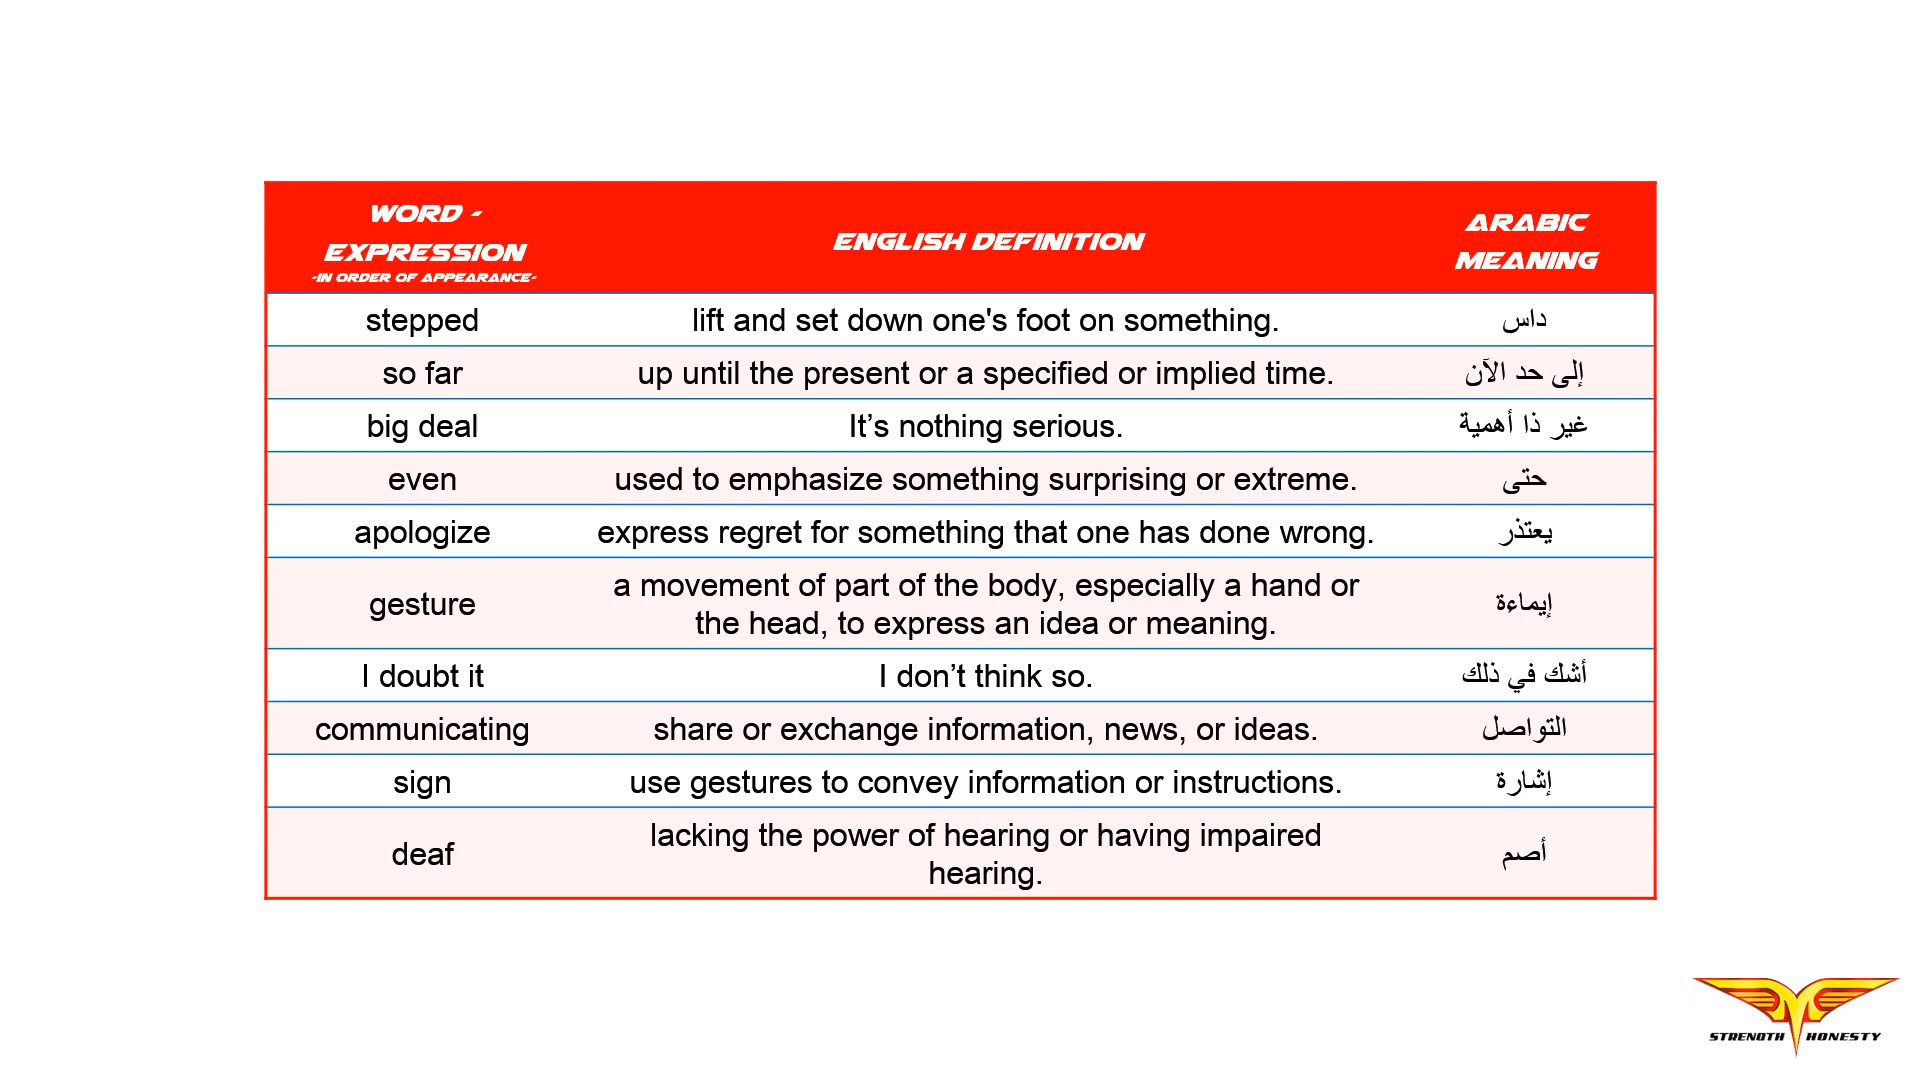 WORD -
EXPRESSION
-IN ORDER OF APPEARANCE-
ENGLISH DEFINITION
ARABIC
MEANING
stepped
lift and set down one's foot on something.
داس
so far
up until the present or a specified or implied time.
إلى حد الآن
big deal
It’s nothing serious.
غير ذا أهمية
even
used to emphasize something surprising or extreme.
حتى
apologize
express regret for something that one has done wrong.
يعتذر
gesture
a movement of part of the body, especially a hand or
the head, to express an idea or meaning.
إيماءة
I doubt it
I don’t think so.
أشك في ذلك
communicating
share or exchange information, news, or ideas.
التواصل
sign
use gestures to convey information or instructions.
إشارة
deaf
lacking the power of hearing or having impaired
hearing.
أصم
STRENGTH HONESTY